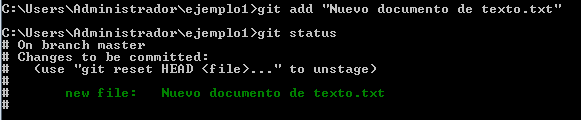 C:\Users\Administrador\ejemplo1>git add "Nuevo documento de texto.txt"
C:\Users\Administrador\ejemplo1>git status
# On branch master
# Changes to be committed:
#   (use "git reset HEAD <file>..." to unstage)
#
#       new file:   Nuevo documento de texto.txt
#